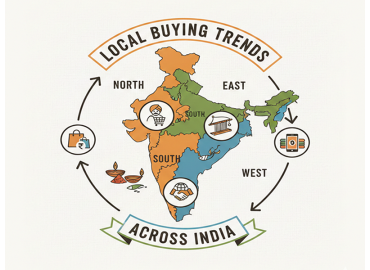 LOCAL BUYING TRENDS
NORTH
EAST
SOUTH
SOUTH
WEST
₹
ACROSS INDIA